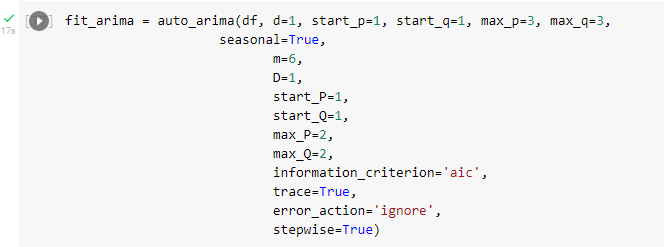 fit_arima = auto_arima(df, d=1, start_p=1, start_q=1, max_p=3, max_q=3,
seasonal=True,
m=6,
D=1,
start_P=1,
start_Q=1,
max_P=2,
max_Q=2,
information_criterion='aic',
trace=True,
error_action='ignore',
stepwise=True)
17s